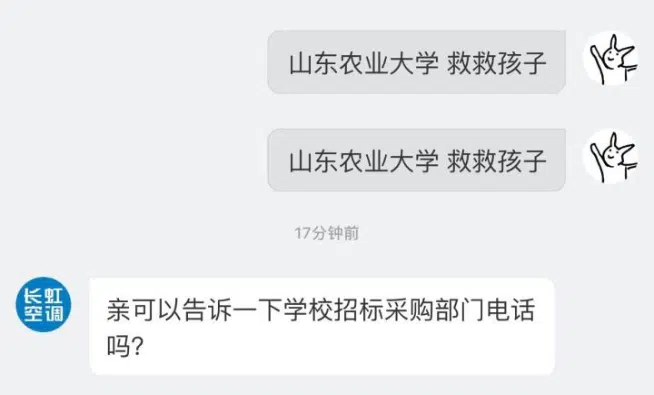 山东农业大学 救救孩子
山东农业大学 救救孩子
17分钟前
长虹
空调
亲可以告诉一下学校招标采购部门电话
吗?